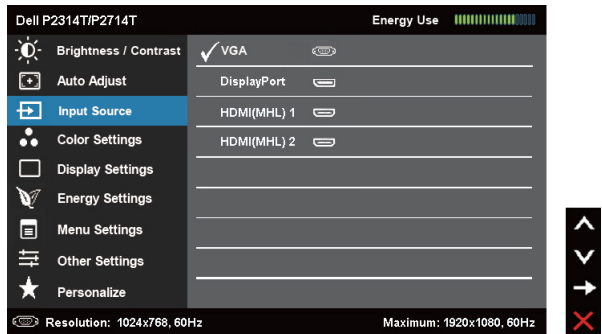 Dell P2314T/P2714T Energy Use
Brightness / Contrast VGA
Auto Adjust DisplayPort
Input Source HDMI(MHL) 1
Color Settings HDMI(MHL) 2
Display Settings
Energy Settings
Menu Settings
Other Settings
Personalize
Resolution: 1024x768, 60Hz Maximum: 1920x1080, 60Hz